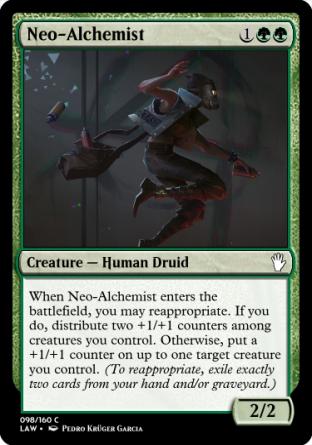 Neo-Alchemist 1
Creature — Human Druid
When Neo-Alchemist enters the
battlefield, you may reappropriate. If you
do, distribute two +1/+1 counters among
creatures you control. Otherwise, put a
+1/+1 counter on up to one target creature
you control. (To reappropriate, exile exactly
two cards from your hand and/or graveyard.)
2/2
098/160 C
LAW • Pedro Krüger Garcia